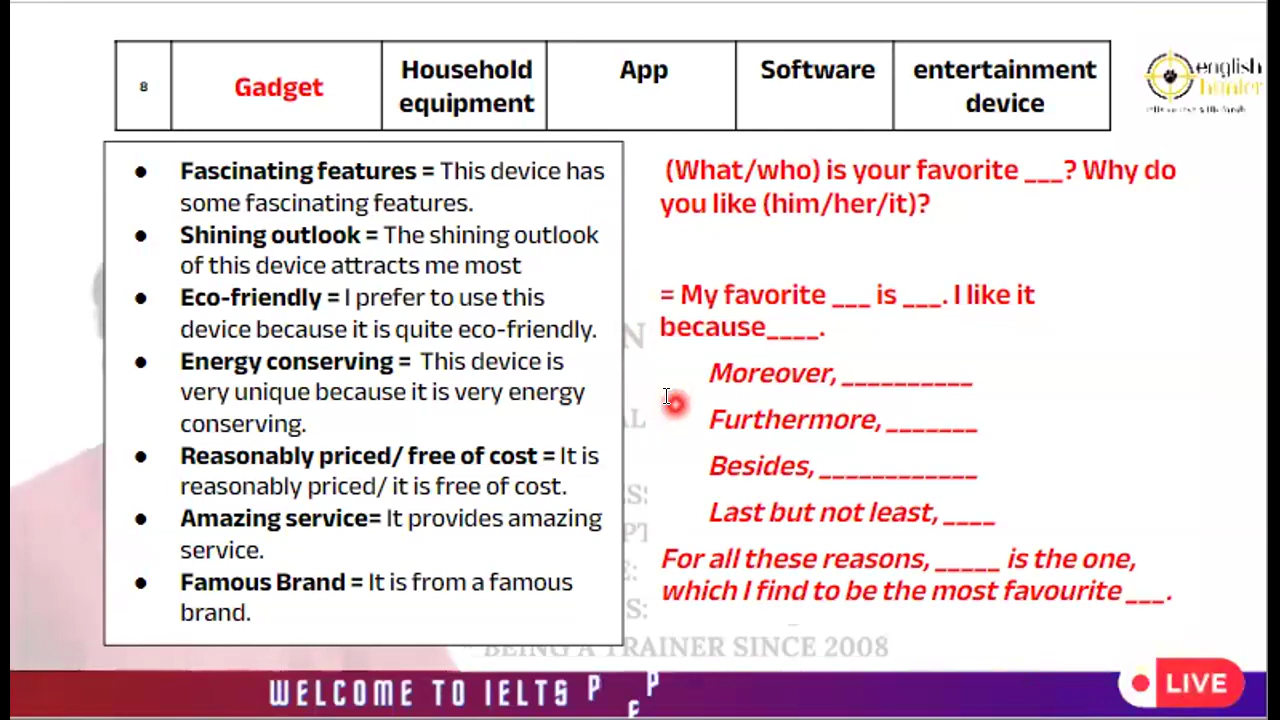 8
Gadget
Household
equipment
App
Software
entertainment
device
english
hunter
• Fascinating features = This device has
some fascinating features.
• Shining outlook = The shining outlook
of this device attracts me most
• Eco-friendly = I prefer to use this
device because it is quite eco-friendly.
• Energy conserving = This device is
very unique because it is very energy
conserving.
• Reasonably priced/ free of cost = It is
reasonably priced/ it is free of cost.
• Amazing service= It provides amazing
service.
• Famous Brand = It is from a famous
brand.
(What/who) is your favorite ___? Why do
you like (him/her/it)?
= My favorite ___ is ___. I like it
because____.
Moreover, __________
Furthermore, _______
Besides, ____________
Last but not least, ____
For all these reasons, _____ is the one,
which I find to be the most favourite ___.
BEING A TRAINER SINCE 2008
WELCOME TO IELTS P
LIVE